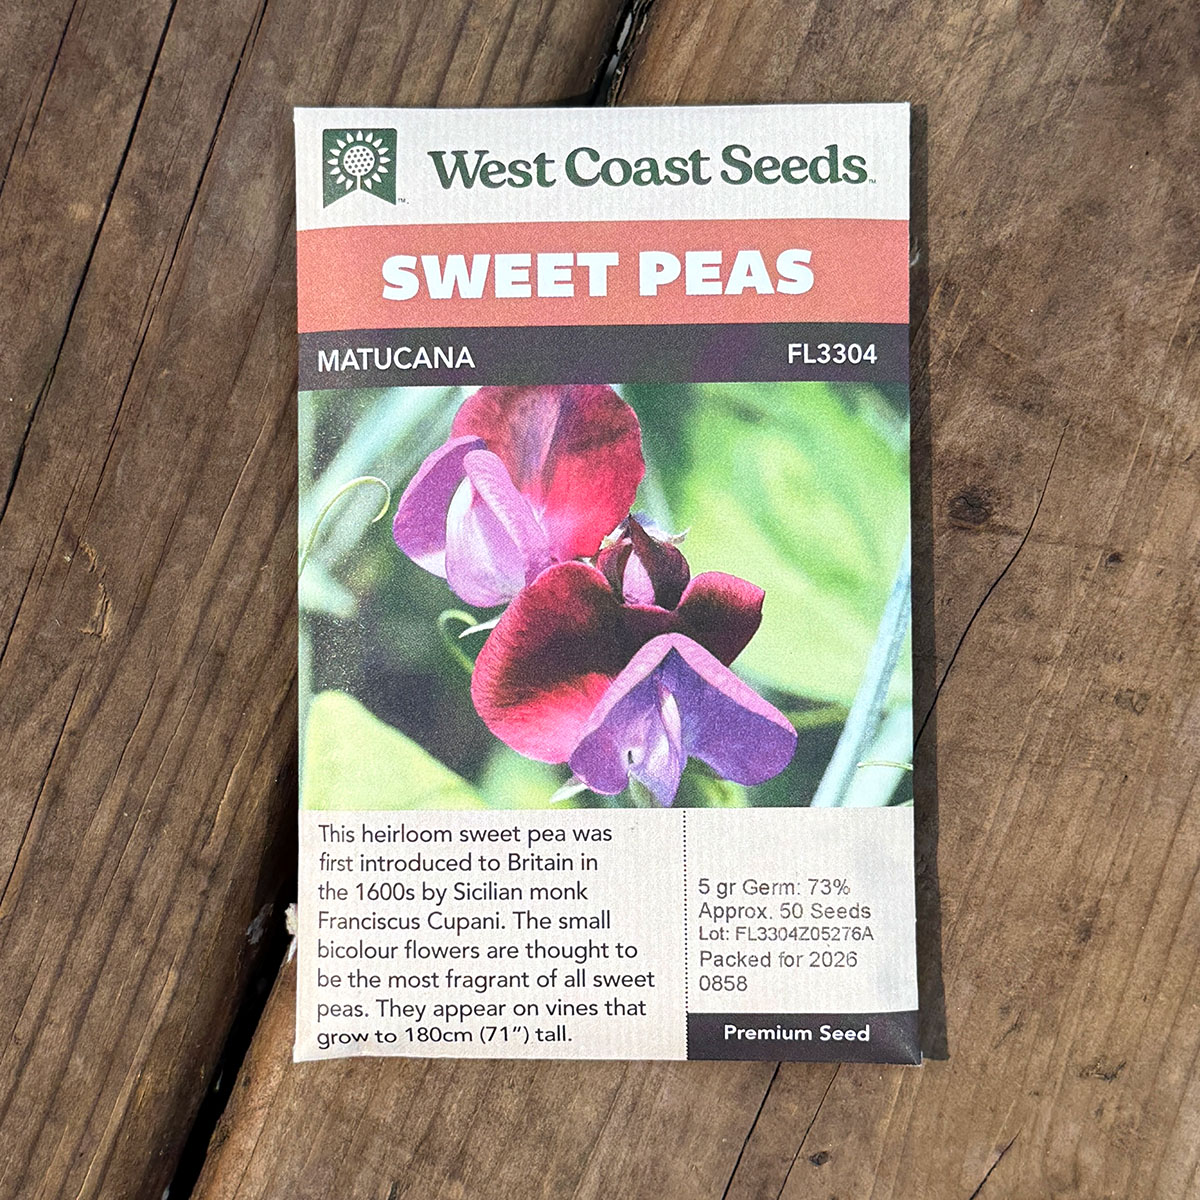 West Coast Seeds™
SWEET PEAS
MATUCANA
FL3304
This heirloom sweet pea was
first introduced to Britain in
the 1600s by Sicilian monk
Franciscus Cupani. The small
bicolour flowers are thought to
be the most fragrant of all sweet
peas. They appear on vines that
grow to 180cm (71”) tall.
5 gr Germ: 73%
Approx. 50 Seeds
Lot: FL3304Z05276A
Packed for 2026
0858
Premium Seed